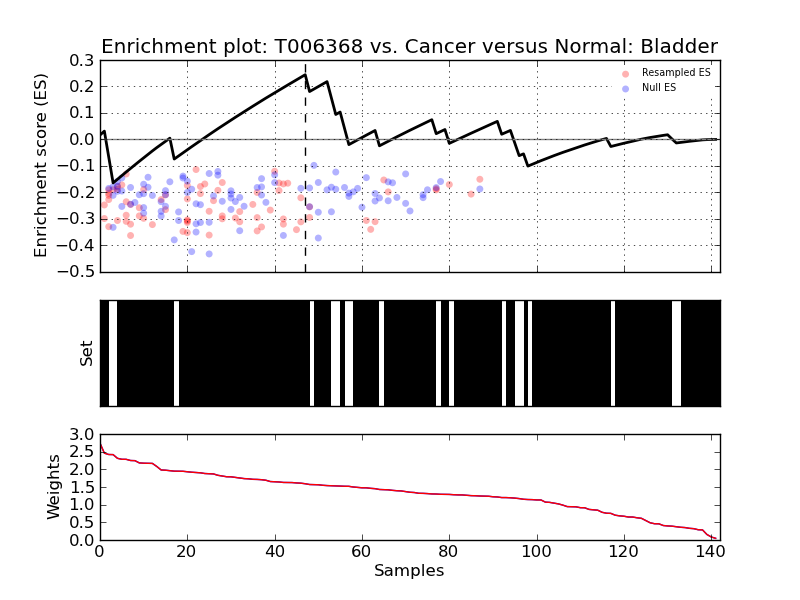 Enrichment plot: T006368 vs. Cancer versus Normal: Bladder
Enrichment score (ES)
0.3
0.2
0.1
0.0
−0.1
−0.2
−0.3
−0.4
−0.5
Resampled ES
Null ES
Set
Weights
3.0
2.5
2.0
1.5
1.0
0.5
0.0
0 20 40 60 80 100 120 140
Samples